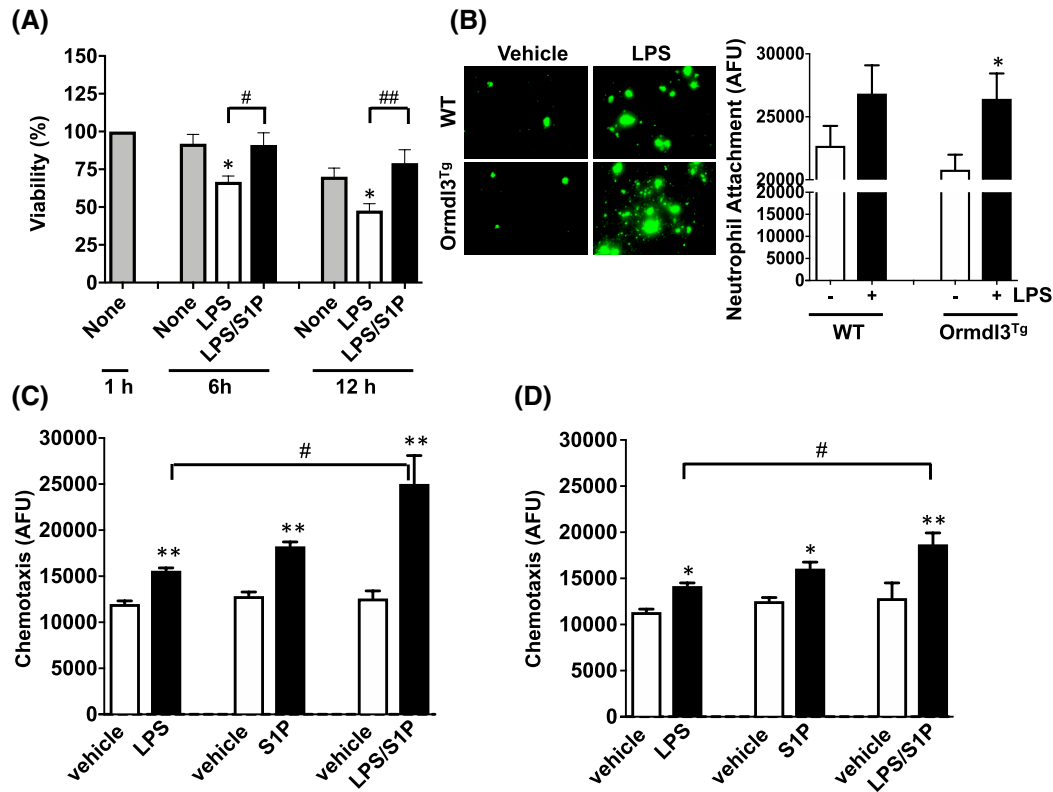 (A)
Viability (%)
150
125
100
75
50
25
0
#
##
*
*
None
None
LPS
LPS/S1P
None
LPS
LPS/S1P
1 h
6h
12 h
(B)
Vehicle
LPS
WT
Ormdl3Tg
Neutrophil Attachment (AFU)
30000
25000
20000
20000
15000
10000
5000
0
*
- + - + LPS
WT
Ormdl3Tg
(C)
Chemotaxis (AFU)
30000
25000
20000
15000
10000
5000
0
#
**
**
**
vehicle
LPS
vehicle
S1P
vehicle
LPS/S1P
(D)
Chemotaxis (AFU)
30000
25000
20000
15000
10000
5000
0
#
*
*
**
vehicle
LPS
vehicle
S1P
vehicle
LPS/S1P